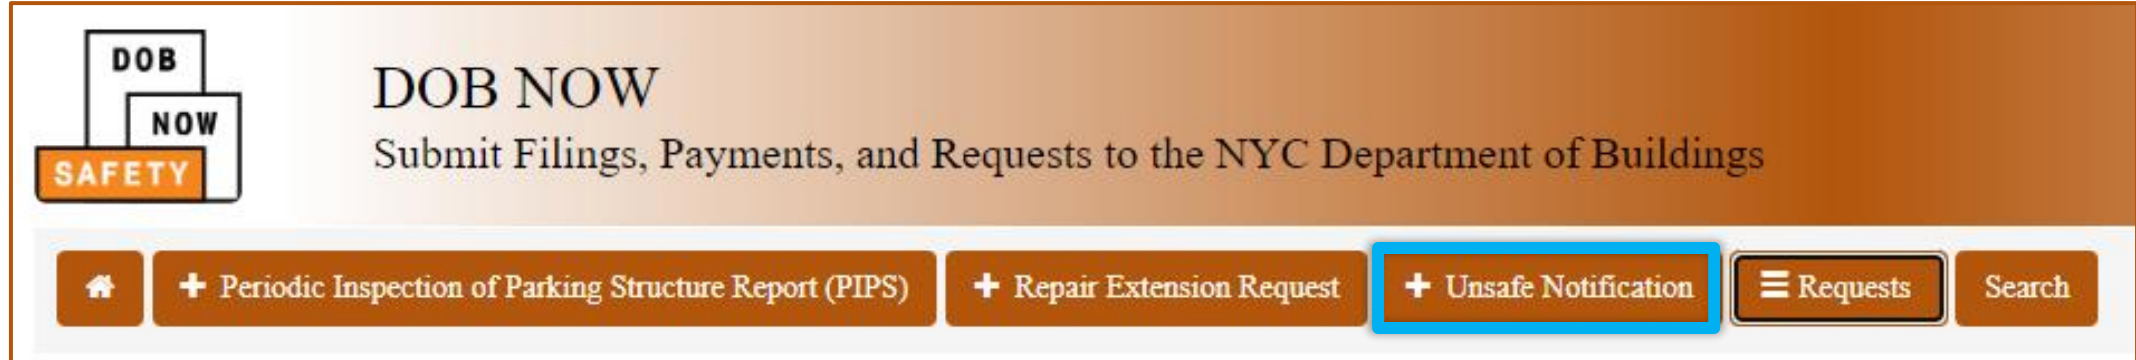 DOB
NOW
SAFETY
DOB NOW
Submit Filings, Payments, and Requests to the NYC Department of Buildings
+ Periodic Inspection of Parking Structure Report (PIPS) + Repair Extension Request + Unsafe Notification Requests Search